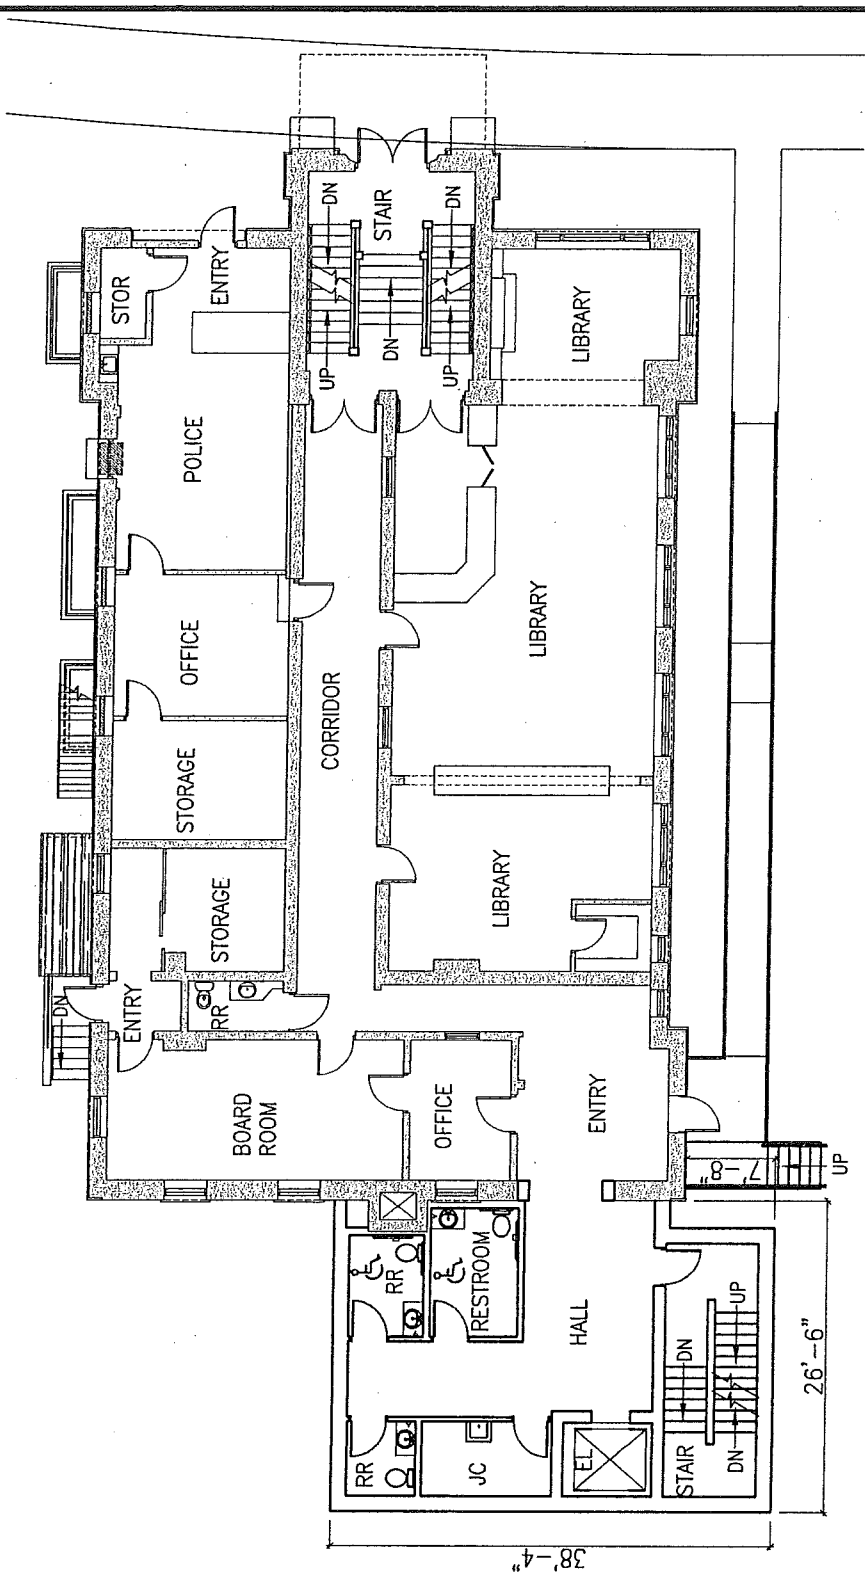 STOR
ENTRY
POLICE
OFFICE
STORAGE
STORAGE
DN
ENTRY
RR
BOARD
ROOM
OFFICE
ENTRY
CORRIDOR
DN
STAIR
DN
UP
DN
UP
LIBRARY
LIBRARY
LIBRARY
RR
RESTROOM
HALL
RR
JC
EL
STAIR
DN
DN
UP
UP
7'-8"
26'-6"
38'-4"